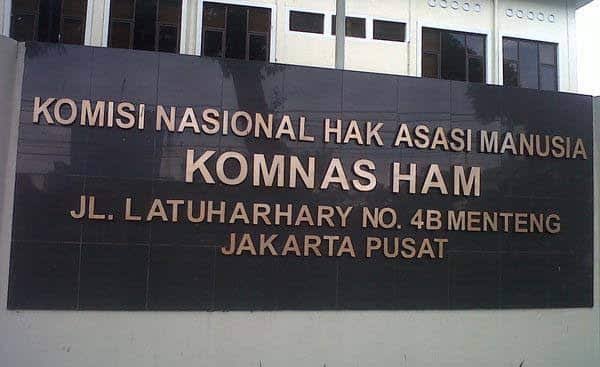 KOMISI NASIONAL HAK ASASI MANUSIA
KOMNAS HAM
JL. LATUHARHARY NO. 4B MENTENG
JAKARTA PUSAT